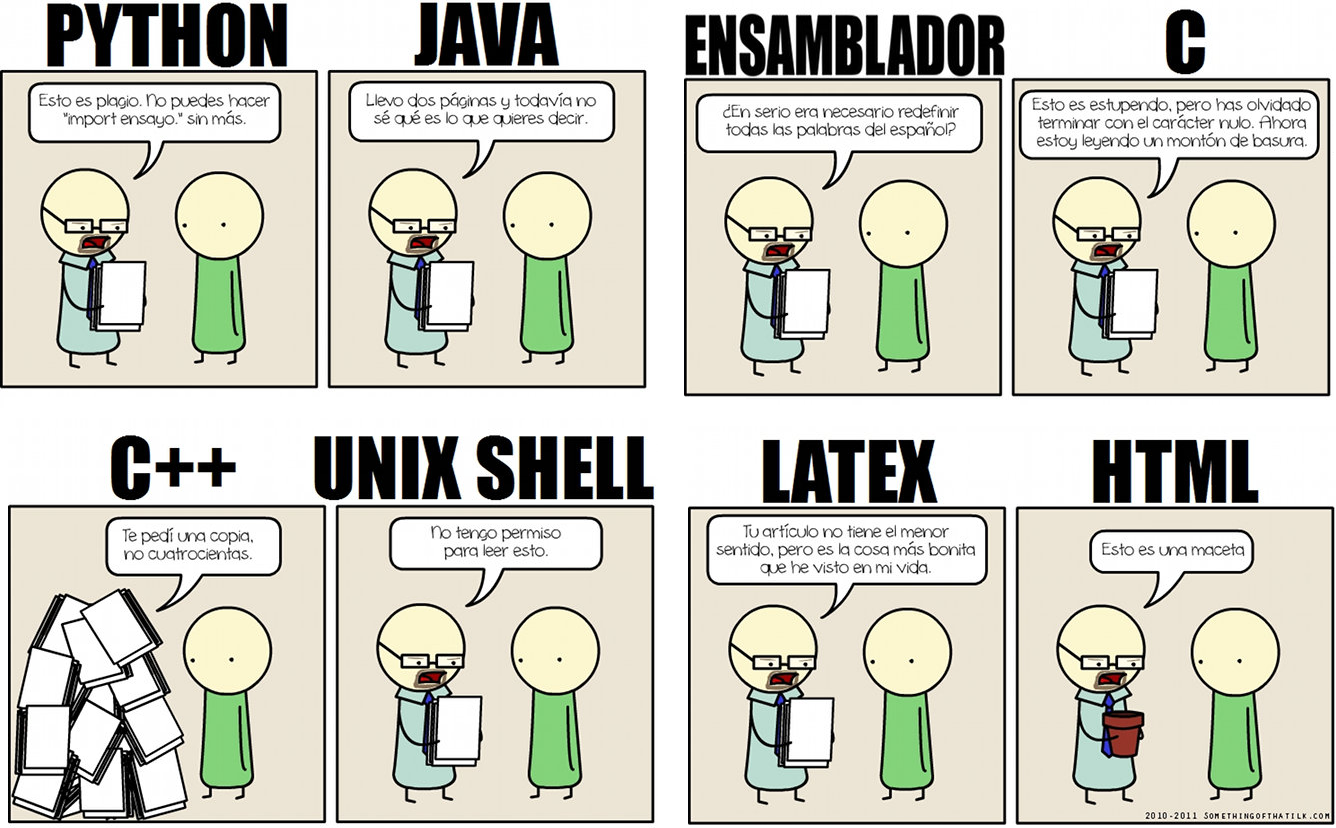 PYTHON
Esto es plagio. No puedes hacer
"import ensayo." sin más.
JAVA
Llevo dos páginas y todavía no
sé qué es lo que quieres decir.
ENSAMBLADOR
¿En serio era necesario redefinir
todas las palabras del español?
C
Esto es estupendo, pero has olvidado
terminar con el carácter nulo. Ahora
estoy leyendo un montón de basura.
C++
Te pedí una copia,
no cuatrocientas.
UNIX SHELL
No tengo permiso
para leer esto.
LATEX
Tu artículo no tiene el menor
sentido, pero es la cosa más bonita
que he visto en mi vida.
HTML
Esto es una maceta
2010-2011 SOMETHINGOFTHATILK.COM